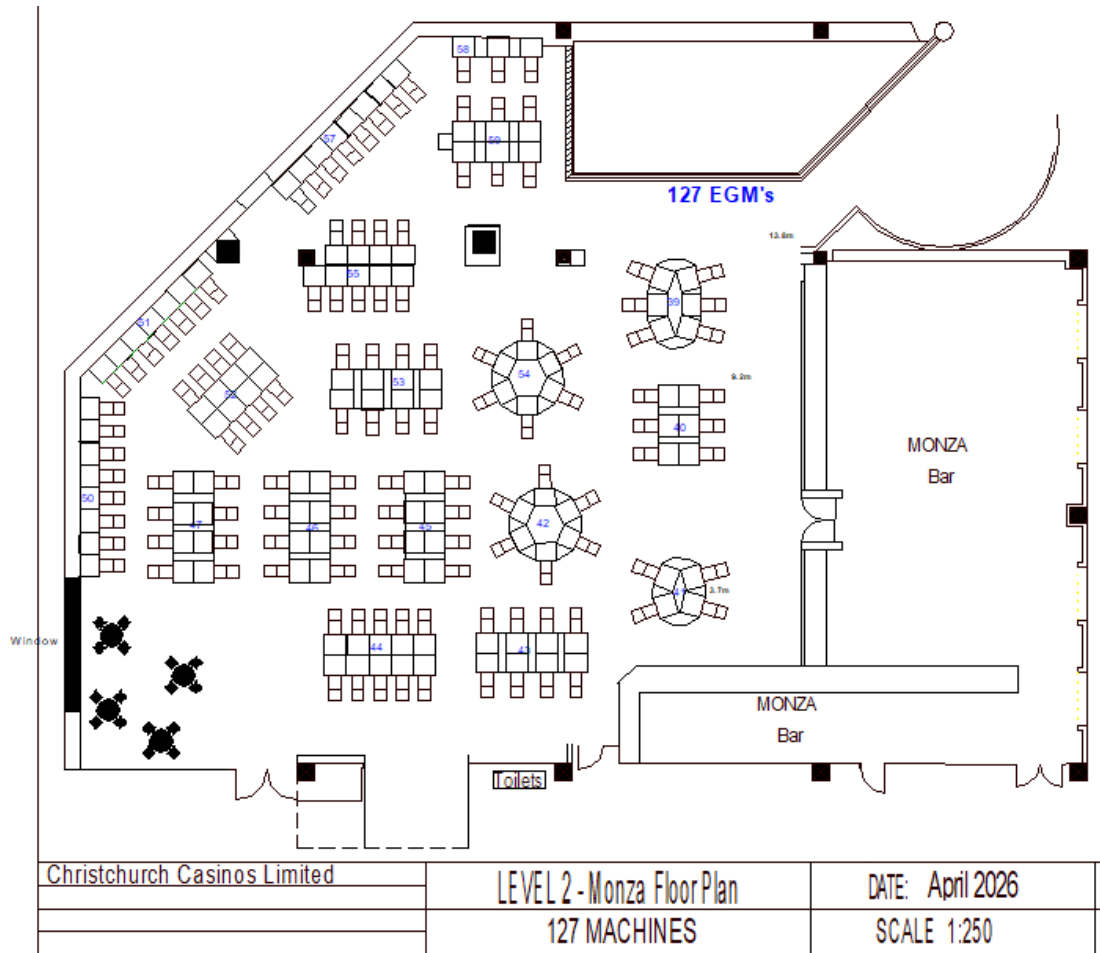 58
57
59
127 EGM's
13.6m
55
39
51
54
9.2m
53
52
40
MONZA
Bar
50
47
46
45
42
41
3.7m
Window
44
43
MONZA
Bar
Toilets
Christchurch Casinos Limited
LEVEL 2 - Monza Floor Plan
DATE: April 2026
127 MACHINES
SCALE 1:250